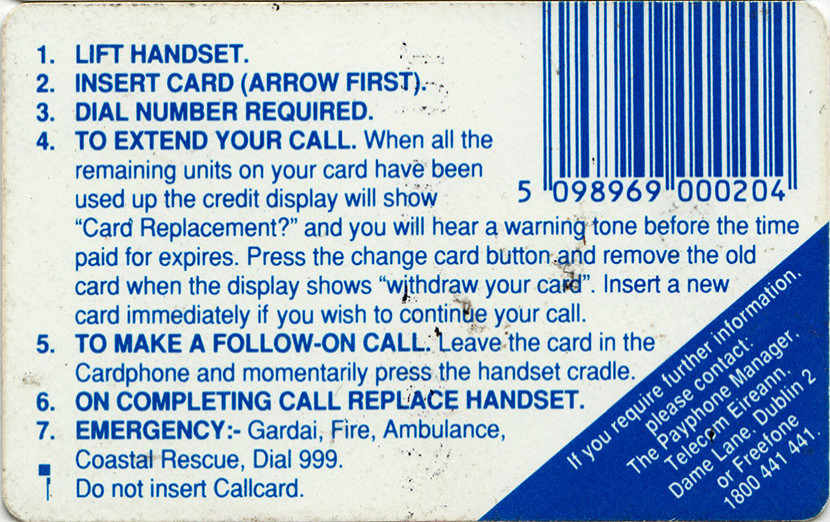 1. LIFT HANDSET.
2. INSERT CARD (ARROW FIRST).
3. DIAL NUMBER REQUIRED.
4. TO EXTEND YOUR CALL. When all the
remaining units on your card have been
used up the credit display will show
"Card Replacement?" and you will hear a warning tone before the time
paid for expires. Press the change card button and remove the old
card when the display shows "withdraw your card". Insert a new
card immediately if you wish to continue your call.
5. TO MAKE A FOLLOW-ON CALL. Leave the card in the
Cardphone and momentarily press the handset cradle.
6. ON COMPLETING CALL REPLACE HANDSET.
7. EMERGENCY:- Gardai, Fire, Ambulance,
Coastal Rescue, Dial 999.
Do not insert Callcard.
5 098969 000204
If you require further information,
please contact:
The Payphone Manager.
Telecom Eireann.
Dame Lane. Dublin 2
or Freefone
1800 441 441.